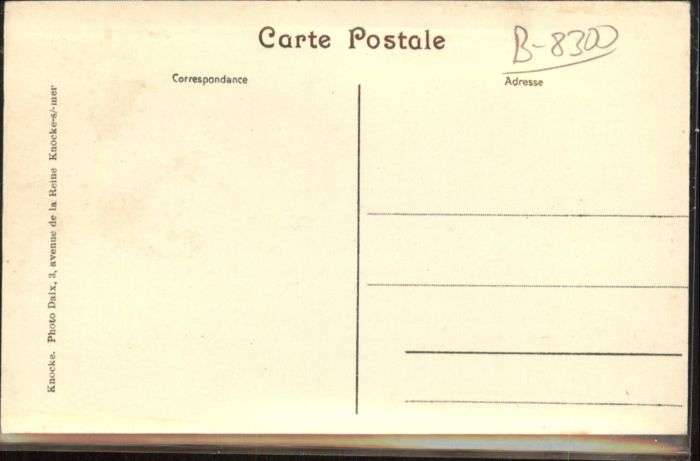 Carte Postale
B-8300
Correspondance
Adresse
Knocke. Photo Daix, 3, avenue de la Reine Knocke-s/-mer